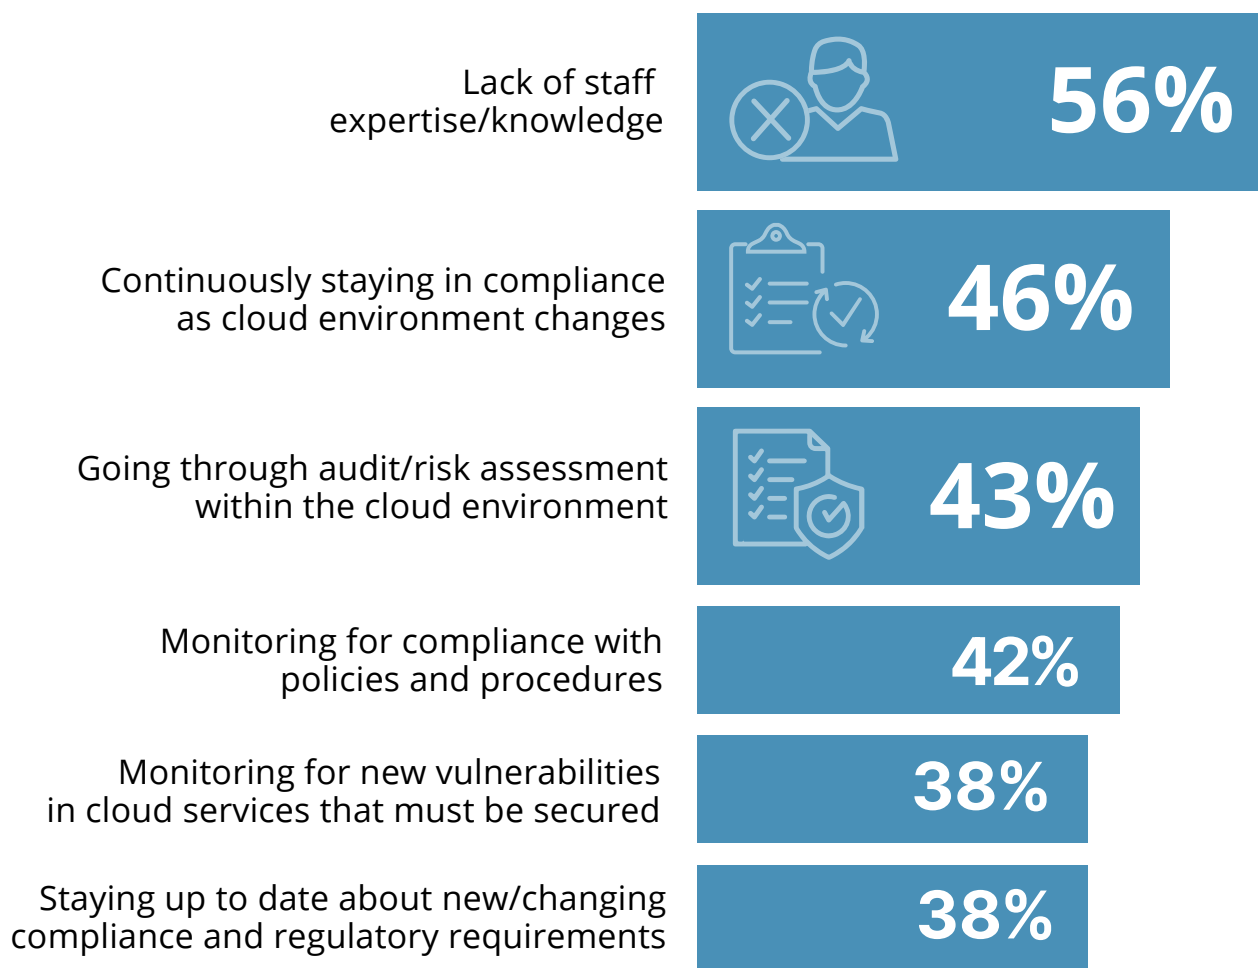 Lack of staff
expertise/knowledge
56%
Continuously staying in compliance
as cloud environment changes
46%
Going through audit/risk assessment
within the cloud environment
43%
Monitoring for compliance with
policies and procedures
42%
Monitoring for new vulnerabilities
in cloud services that must be secured
38%
Staying up to date about new/changing
compliance and regulatory requirements
38%